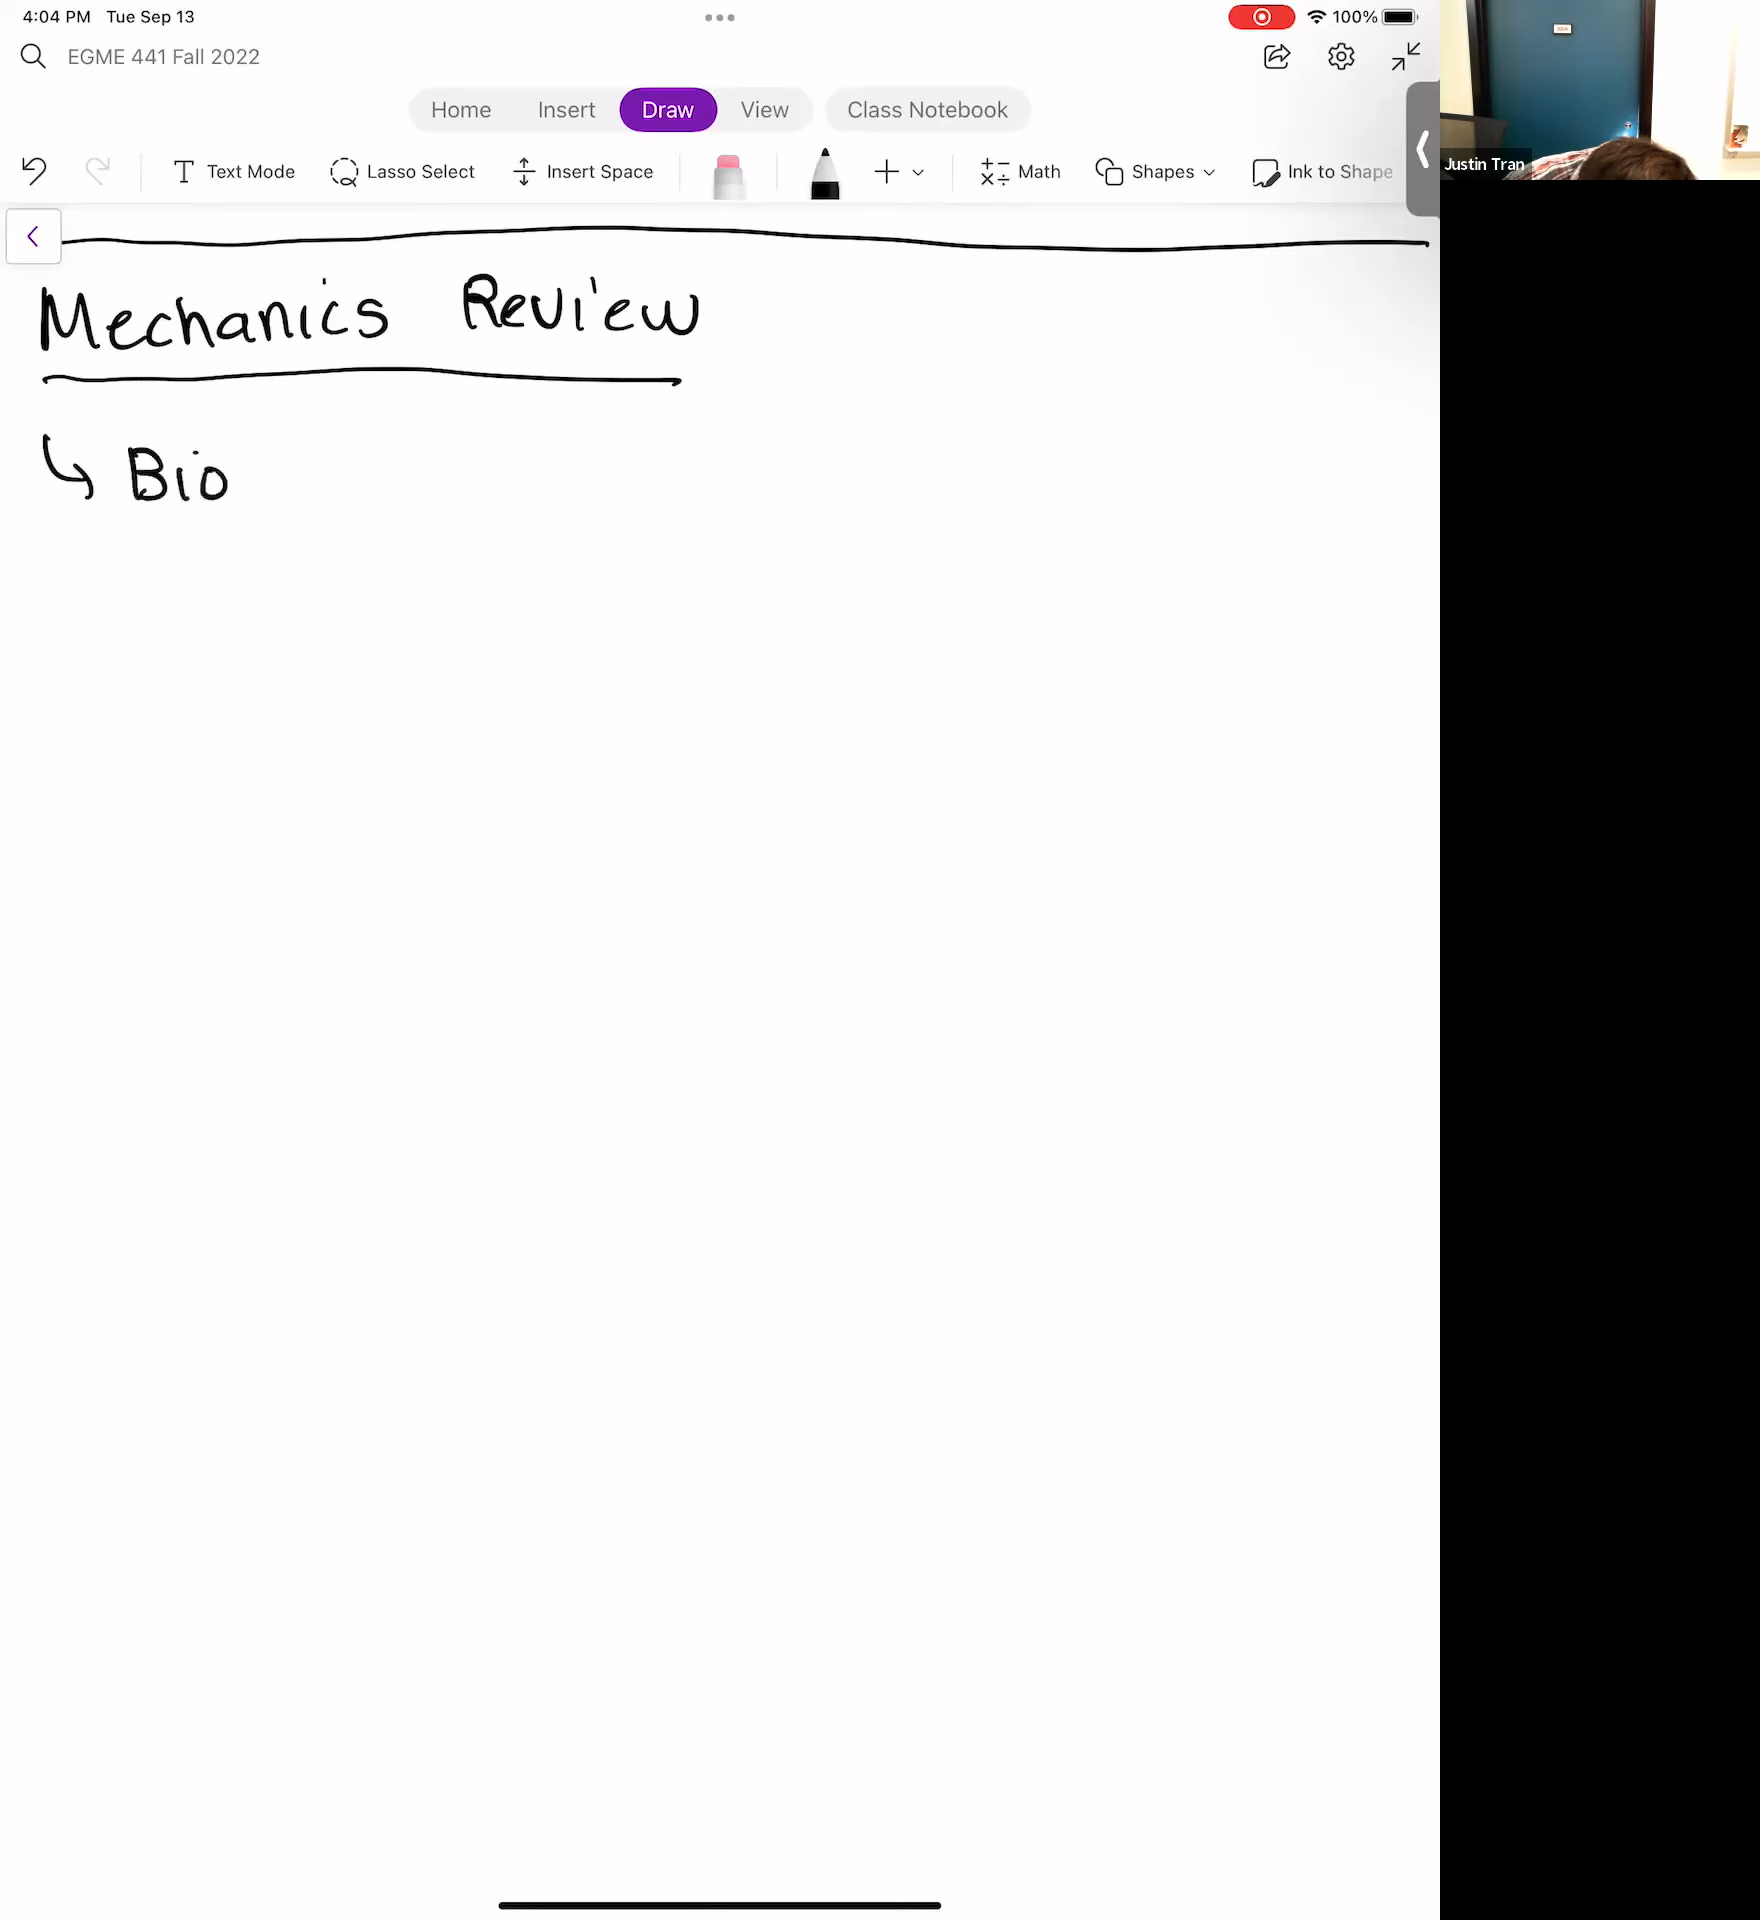 4:04 PM Tue Sep 13
100%
EGME 441 Fall 2022
Home Insert Draw View Class Notebook
Text Mode Lasso Select Insert Space Math Shapes Ink to Shape
Justin Tran
Mechanics Review
↳ Bio